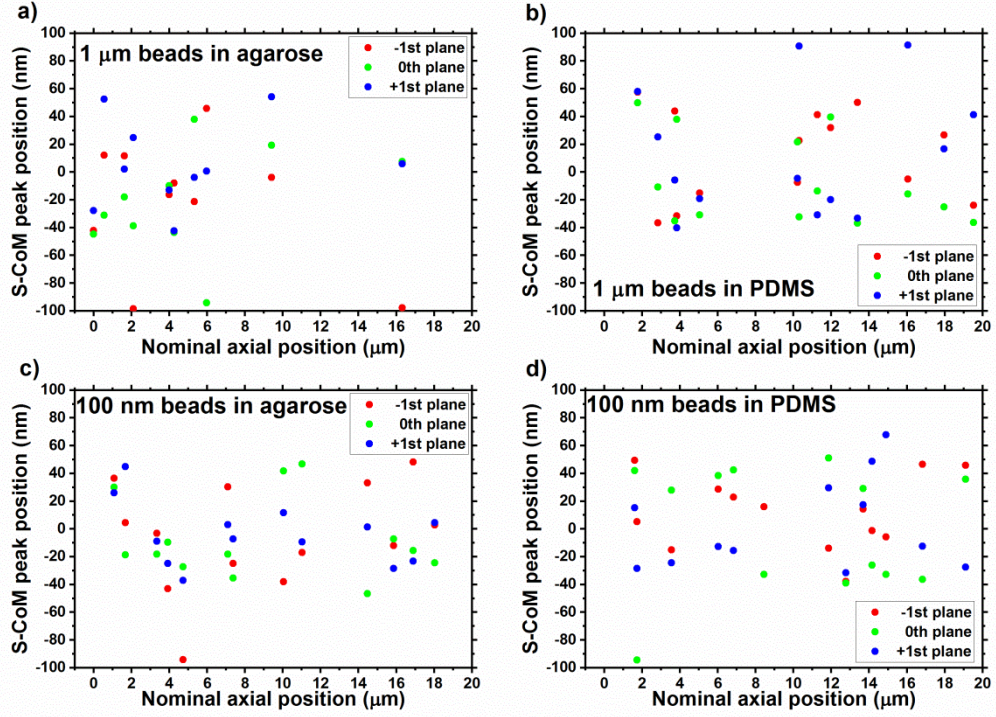 a)
1 μm beads in agarose
-1st plane
0th plane
+1st plane
S-CoM peak position (nm)
100
80
60
40
20
0
-20
-40
-60
-80
-100
0 2 4 6 8 10 12 14 16 18 20
Nominal axial position (μm)
b)
1 μm beads in PDMS
-1st plane
0th plane
+1st plane
S-CoM peak position (nm)
100
80
60
40
20
0
-20
-40
-60
-80
-100
0 2 4 6 8 10 12 14 16 18 20
Nominal axial position (μm)
c)
100 nm beads in agarose
-1st plane
0th plane
+1st plane
S-CoM peak position (nm)
100
80
60
40
20
0
-20
-40
-60
-80
-100
0 2 4 6 8 10 12 14 16 18 20
Nominal axial position (μm)
d)
100 nm beads in PDMS
-1st plane
0th plane
+1st plane
S-CoM peak position (nm)
100
80
60
40
20
0
-20
-40
-60
-80
-100
0 2 4 6 8 10 12 14 16 18 20
Nominal axial position (μm)